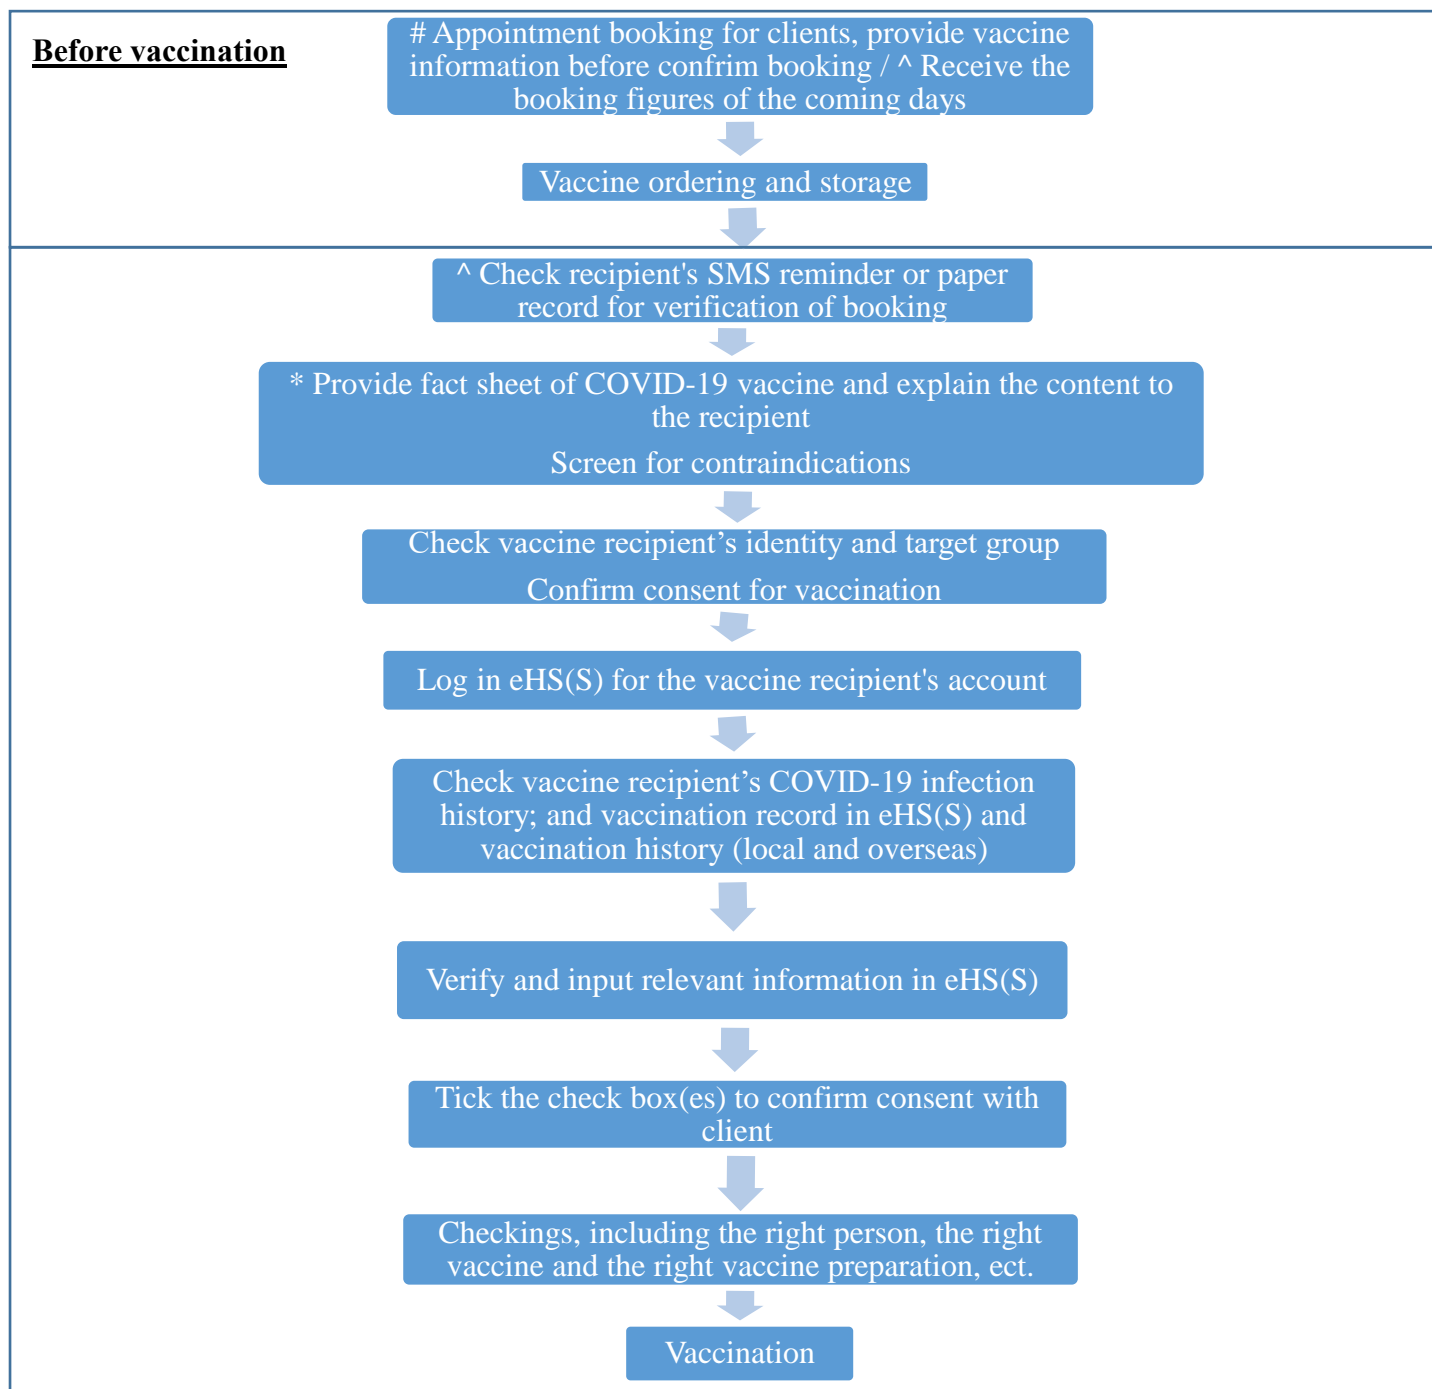 Before vaccination
# Appointment booking for clients, provide vaccine
information before confrim booking / ^ Receive the
booking figures of the coming days
Vaccine ordering and storage
^ Check recipient's SMS reminder or paper
record for verification of booking
* Provide fact sheet of COVID-19 vaccine and explain the content to
the recipient
Screen for contraindications
Check vaccine recipient’s identity and target group
Confirm consent for vaccination
Log in eHS(S) for the vaccine recipient's account
Check vaccine recipient’s COVID-19 infection
history; and vaccination record in eHS(S) and
vaccination history (local and overseas)
Verify and input relevant information in eHS(S)
Tick the check box(es) to confirm consent with
client
Checkings, including the right person, the right
vaccine and the right vaccine preparation, ect.
Vaccination